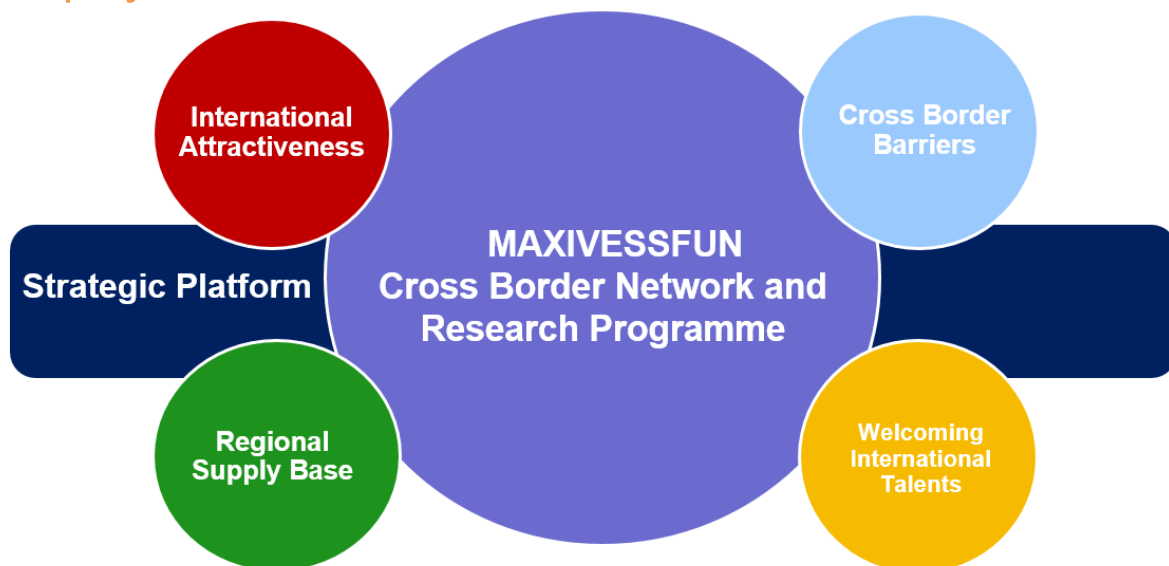 International
Attractiveness
Cross Border
Barriers
MAXIVESSFUN
Cross Border Network and
Research Programme
Strategic Platform
Regional
Supply Base
Welcoming
International
Talents